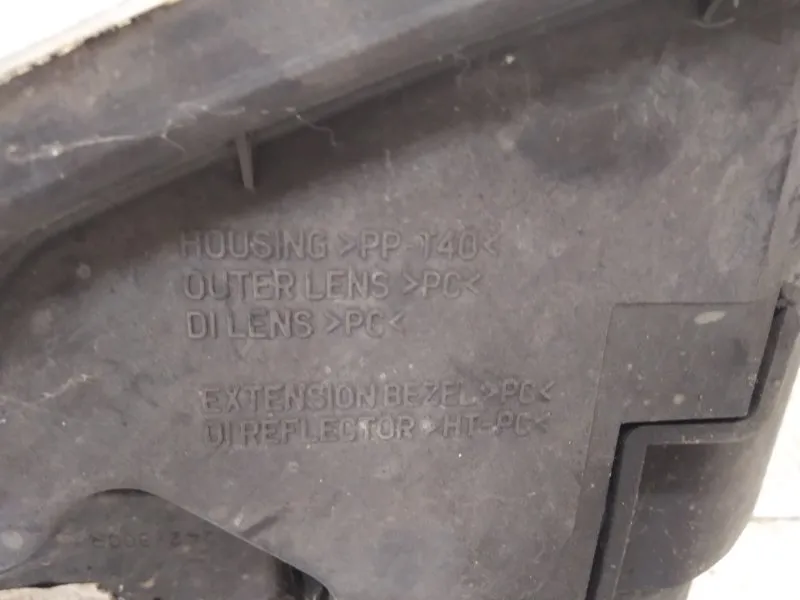 HOUSING >PP-T40<
OUTER LENS >PC<
DI LENS >PC<
EXTENSION BEZEL >PC<
DI REFLECTOR >HT-PC<